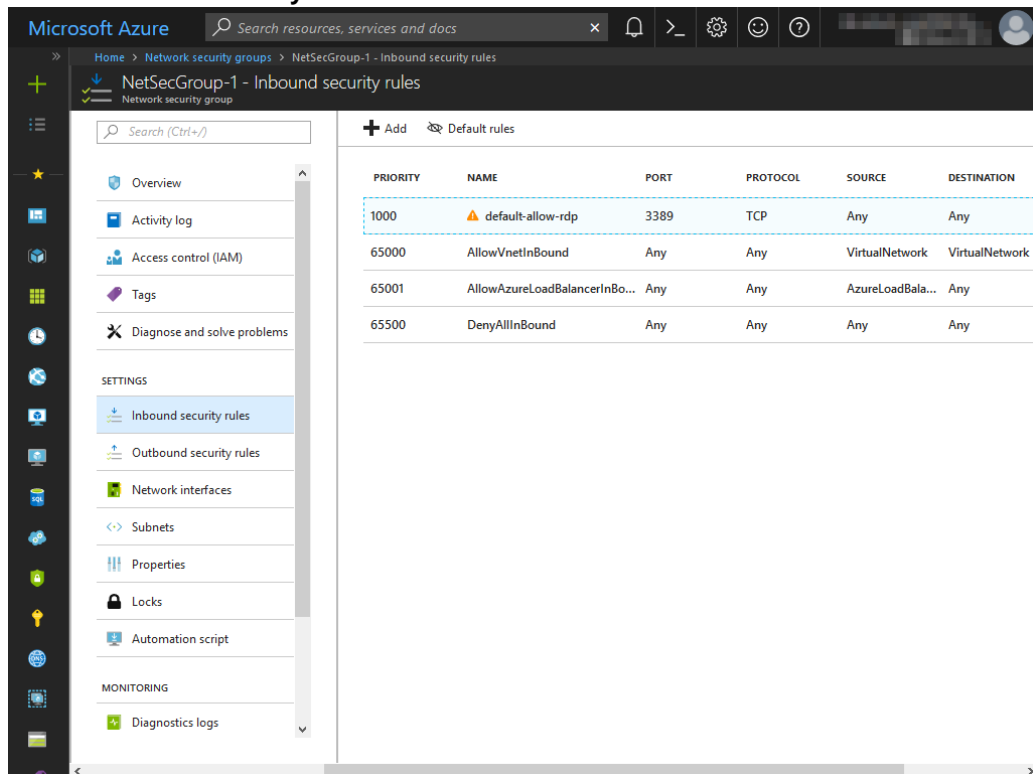 Microsoft Azure
Search resources, services and docs
Home > Network security groups > NetSecGroup-1 - Inbound security rules
NetSecGroup-1 - Inbound security rules
Network security group
Search (Ctrl+/)
Overview
Activity log
Access control (IAM)
Tags
Diagnose and solve problems
SETTINGS
Inbound security rules
Outbound security rules
Network interfaces
Subnets
Properties
Locks
Automation script
MONITORING
Diagnostics logs
Add Default rules
PRIORITY NAME PORT PROTOCOL SOURCE DESTINATION
1000 default-allow-rdp 3389 TCP Any Any
65000 AllowVnetInBound Any Any VirtualNetwork VirtualNetwork
65001 AllowAzureLoadBalancerInBo... Any Any AzureLoadBala... Any
65500 DenyAllInBound Any Any Any Any
SQL
DNS